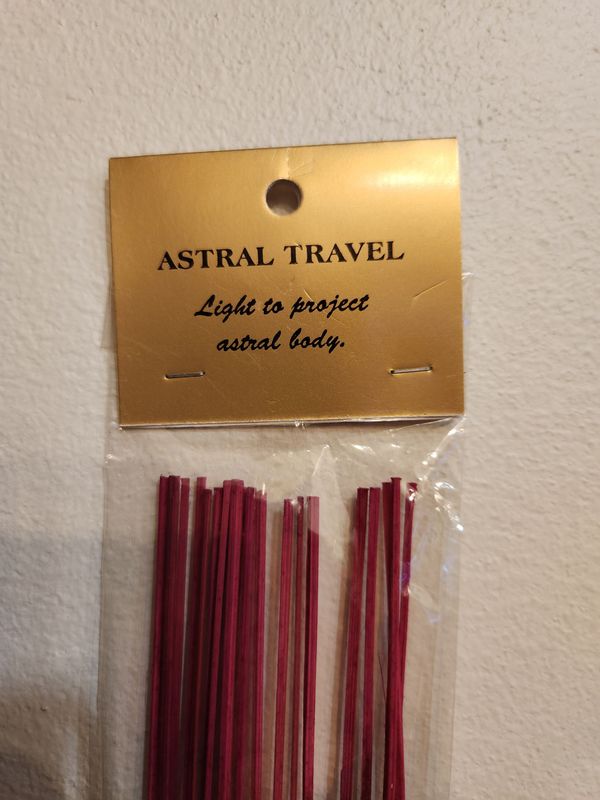 ASTRAL TRAVEL
Light to project
astral body.